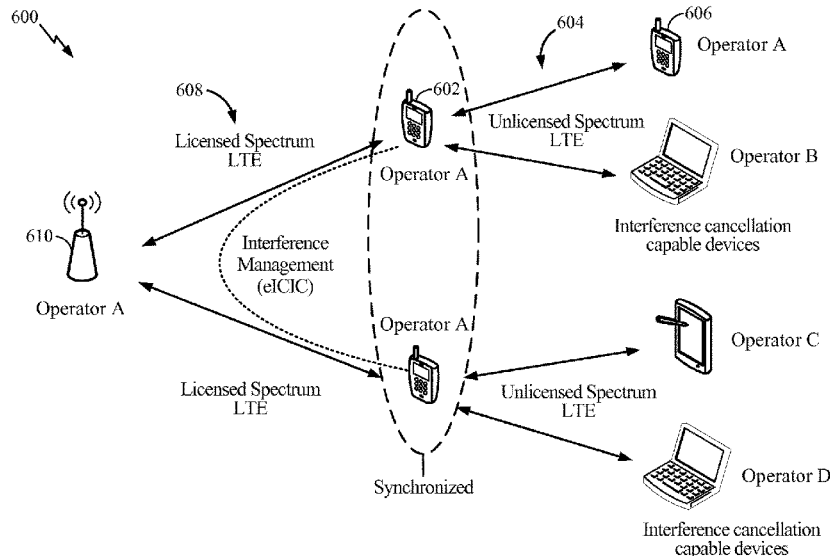 600
608
602
604
606
Operator A
Licensed Spectrum
LTE
Unlicensed Spectrum
LTE
Operator A
Operator B
Interference cancellation
capable devices
610
Operator A
Interference
Management
(eICIC)
Operator A
Operator C
Licensed Spectrum
LTE
Unlicensed Spectrum
LTE
Synchronized
Operator D
Interference cancellation
capable devices